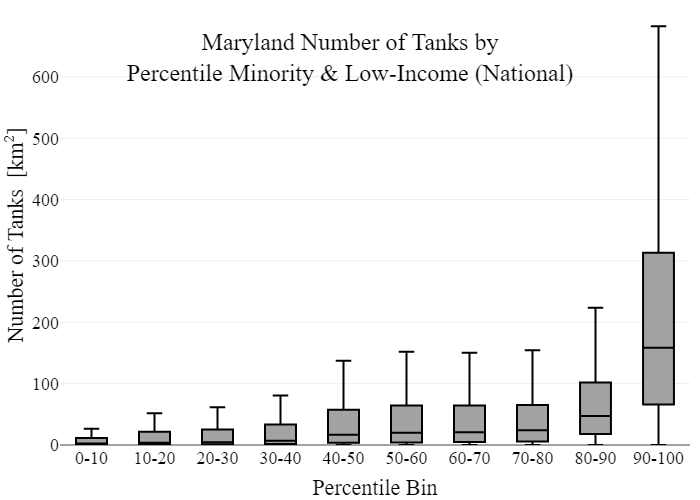 Maryland Number of Tanks by
Percentile Minority & Low-Income (National)
Number of Tanks [km²]
600
500
400
300
200
100
0
0-10 10-20 20-30 30-40 40-50 50-60 60-70 70-80 80-90 90-100
Percentile Bin